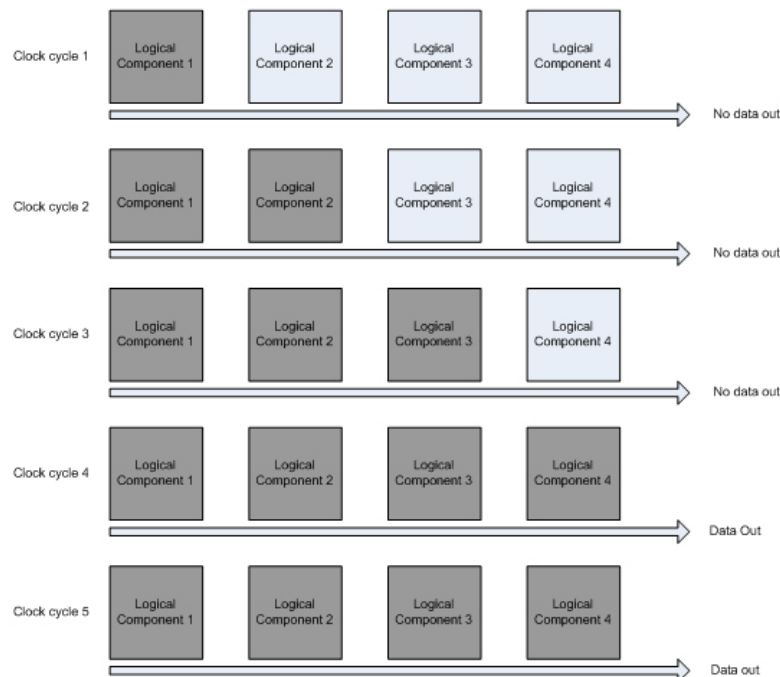 Clock cycle 1
Logical
Component 1
Logical
Component 2
Logical
Component 3
Logical
Component 4
No data out
Clock cycle 2
Logical
Component 1
Logical
Component 2
Logical
Component 3
Logical
Component 4
No data out
Clock cycle 3
Logical
Component 1
Logical
Component 2
Logical
Component 3
Logical
Component 4
No data out
Clock cycle 4
Logical
Component 1
Logical
Component 2
Logical
Component 3
Logical
Component 4
Data Out
Clock cycle 5
Logical
Component 1
Logical
Component 2
Logical
Component 3
Logical
Component 4
Data out